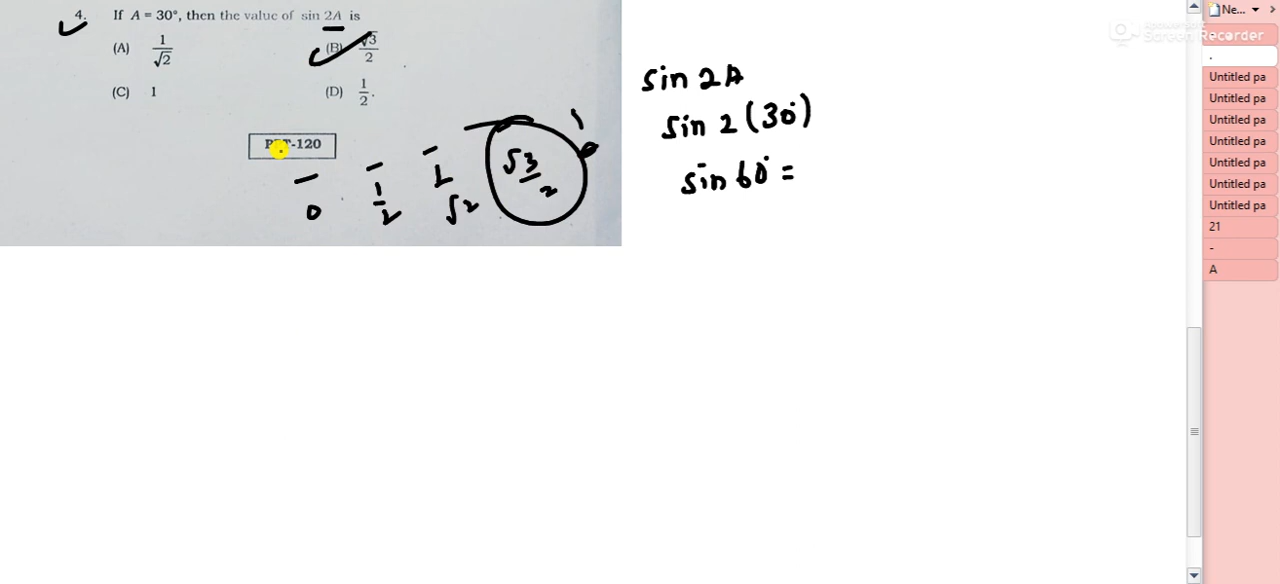 4. If A = 30°, then the value of sin 2A is
(A) 1/√2 (B) √3/2
(C) 1 (D) 1/2.
-120
0 1/2 1/√2 √3/2 1
sin 2A
sin 2(30°)
sin 60° =
Screen Recorder
Ne...
.
Untitled pa
Untitled pa
Untitled pa
Untitled pa
Untitled pa
Untitled pa
Untitled pa
21
-
A